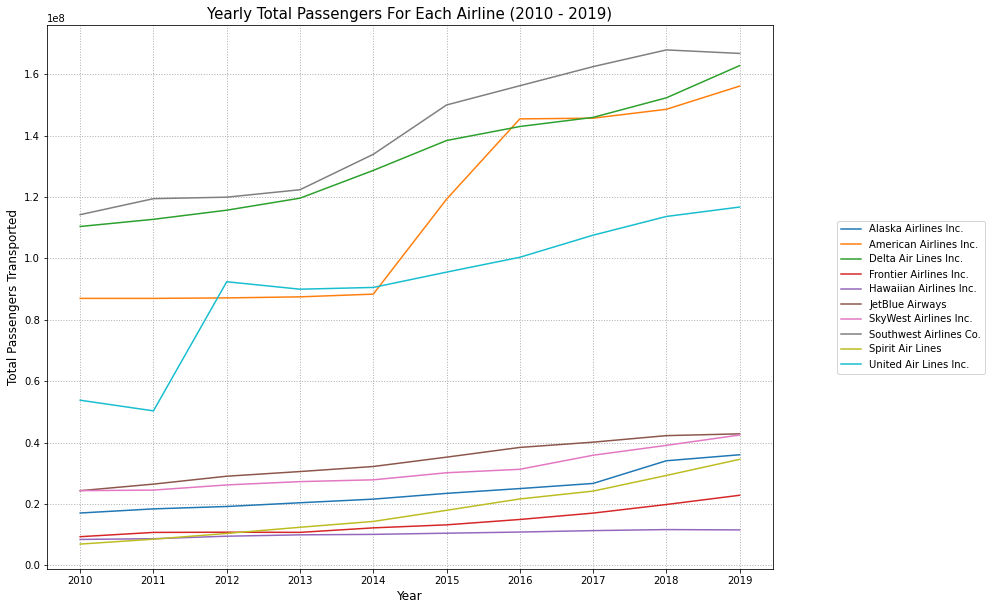 Yearly Total Passengers For Each Airline (2010 - 2019)
1e8
Total Passengers Transported
1.6
1.4
1.2
1.0
0.8
0.6
0.4
0.2
0.0
2010 2011 2012 2013 2014 2015 2016 2017 2018 2019
Year
Alaska Airlines Inc.
American Airlines Inc.
Delta Air Lines Inc.
Frontier Airlines Inc.
Hawaiian Airlines Inc.
JetBlue Airways
SkyWest Airlines Inc.
Southwest Airlines Co.
Spirit Air Lines
United Air Lines Inc.